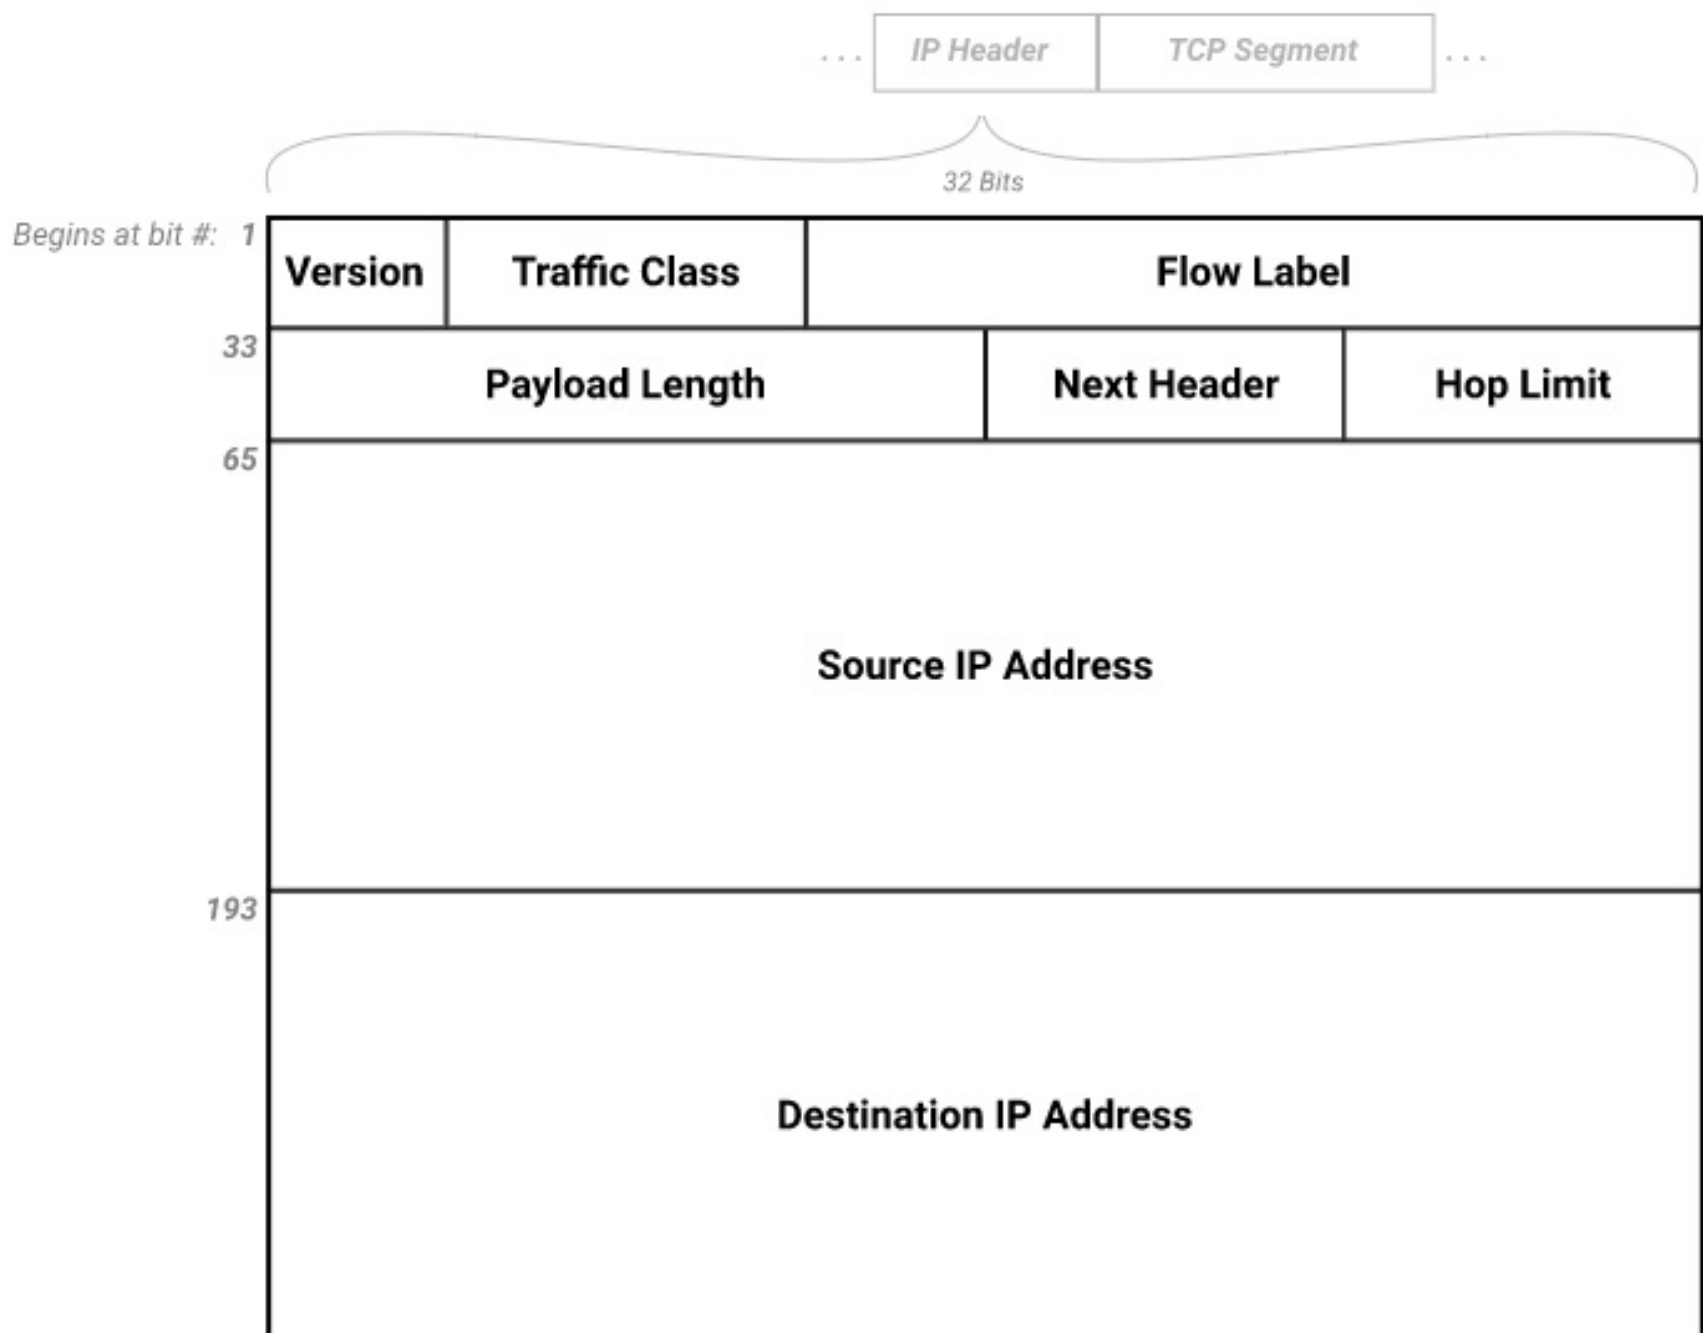 ... IP Header TCP Segment ...
32 Bits
Begins at bit #: 1
Version Traffic Class Flow Label
33
Payload Length Next Header Hop Limit
65
Source IP Address
193
Destination IP Address